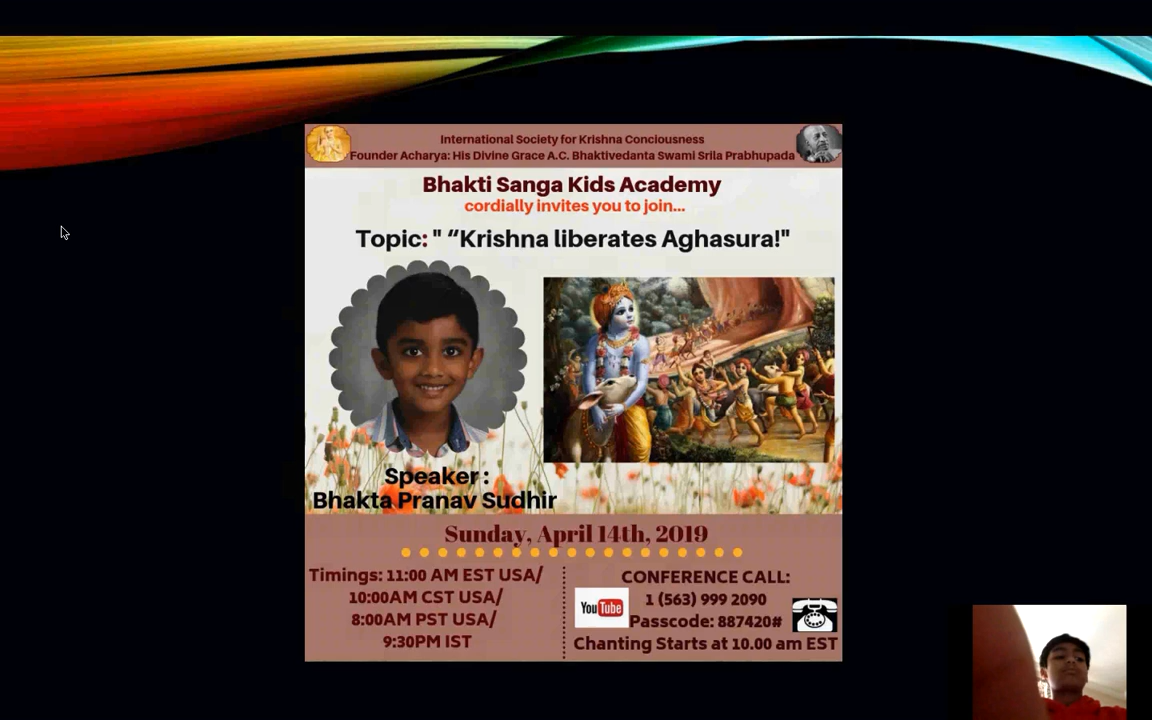 International Society for Krishna Conciousness
Founder Acharya: His Divine Grace A.C. Bhaktivedanta Swami Srila Prabhupada
Bhakti Sanga Kids Academy
cordially invites you to join...
Topic: " “Krishna liberates Aghasura!"
Speaker :
Bhakta Pranav Sudhir
Sunday, April 14th, 2019
Timings: 11:00 AM EST USA/
10:00AM CST USA/
8:00AM PST USA/
9:30PM IST
CONFERENCE CALL:
YouTube
1 (563) 999 2090
Passcode: 887420#
Chanting Starts at 10.00 am EST